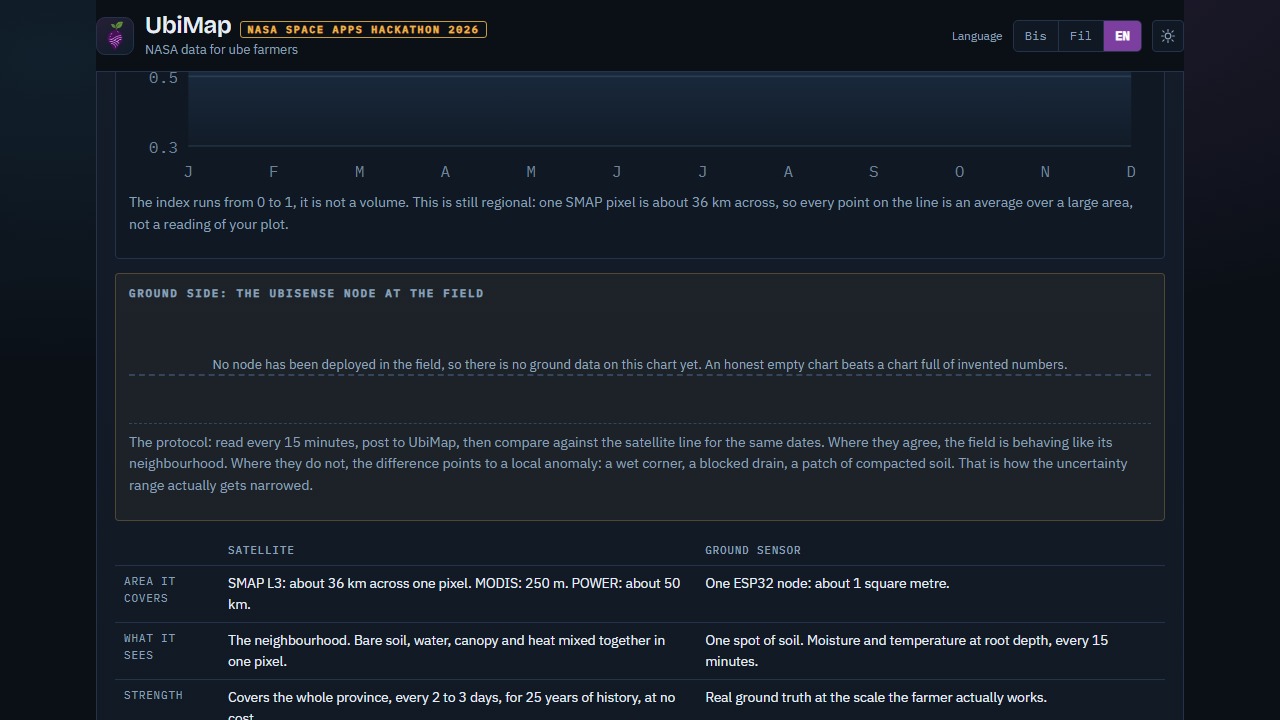 UbiMap NASA SPACE APPS HACKATHON 2026
NASA data for ube farmers
Language Bis Fil EN
0.5
0.3
J F M A M J J A S O N D
The index runs from 0 to 1, it is not a volume. This is still regional: one SMAP pixel is about 36 km across, so every point on the line is an average over a large area,
not a reading of your plot.
GROUND SIDE: THE UBISENSE NODE AT THE FIELD
No node has been deployed in the field, so there is no ground data on this chart yet. An honest empty chart beats a chart full of invented numbers.
The protocol: read every 15 minutes, post to UbiMap, then compare against the satellite line for the same dates. Where they agree, the field is behaving like its
neighbourhood. Where they do not, the difference points to a local anomaly: a wet corner, a blocked drain, a patch of compacted soil. That is how the uncertainty
range actually gets narrowed.
SATELLITE GROUND SENSOR
AREA IT
COVERS
SMAP L3: about 36 km across one pixel. MODIS: 250 m. POWER: about 50
km.
One ESP32 node: about 1 square metre.
WHAT IT
SEES
The neighbourhood. Bare soil, water, canopy and heat mixed together in
one pixel.
One spot of soil. Moisture and temperature at root depth, every 15
minutes.
STRENGTH
Covers the whole province, every 2 to 3 days, for 25 years of history, at no
cost.
Real ground truth at the scale the farmer actually works.